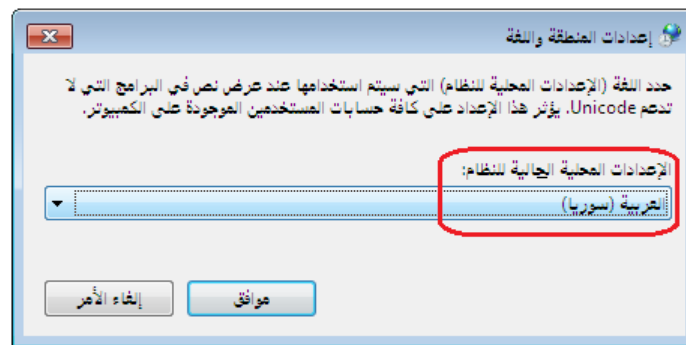 إعدادات المنطقة واللغة
حدد اللغة (الإعدادات المحلية للنظام) التي سيتم استخدامها عند عرض نص في البرامج التي لا
تدعم Unicode. يؤثر هذا الإعداد على كافة حسابات المستخدمين الموجودة على الكمبيوتر.
الإعدادات المحلية الحالية للنظام:
العربية (سوريا)
موافق
إلغاء الأمر